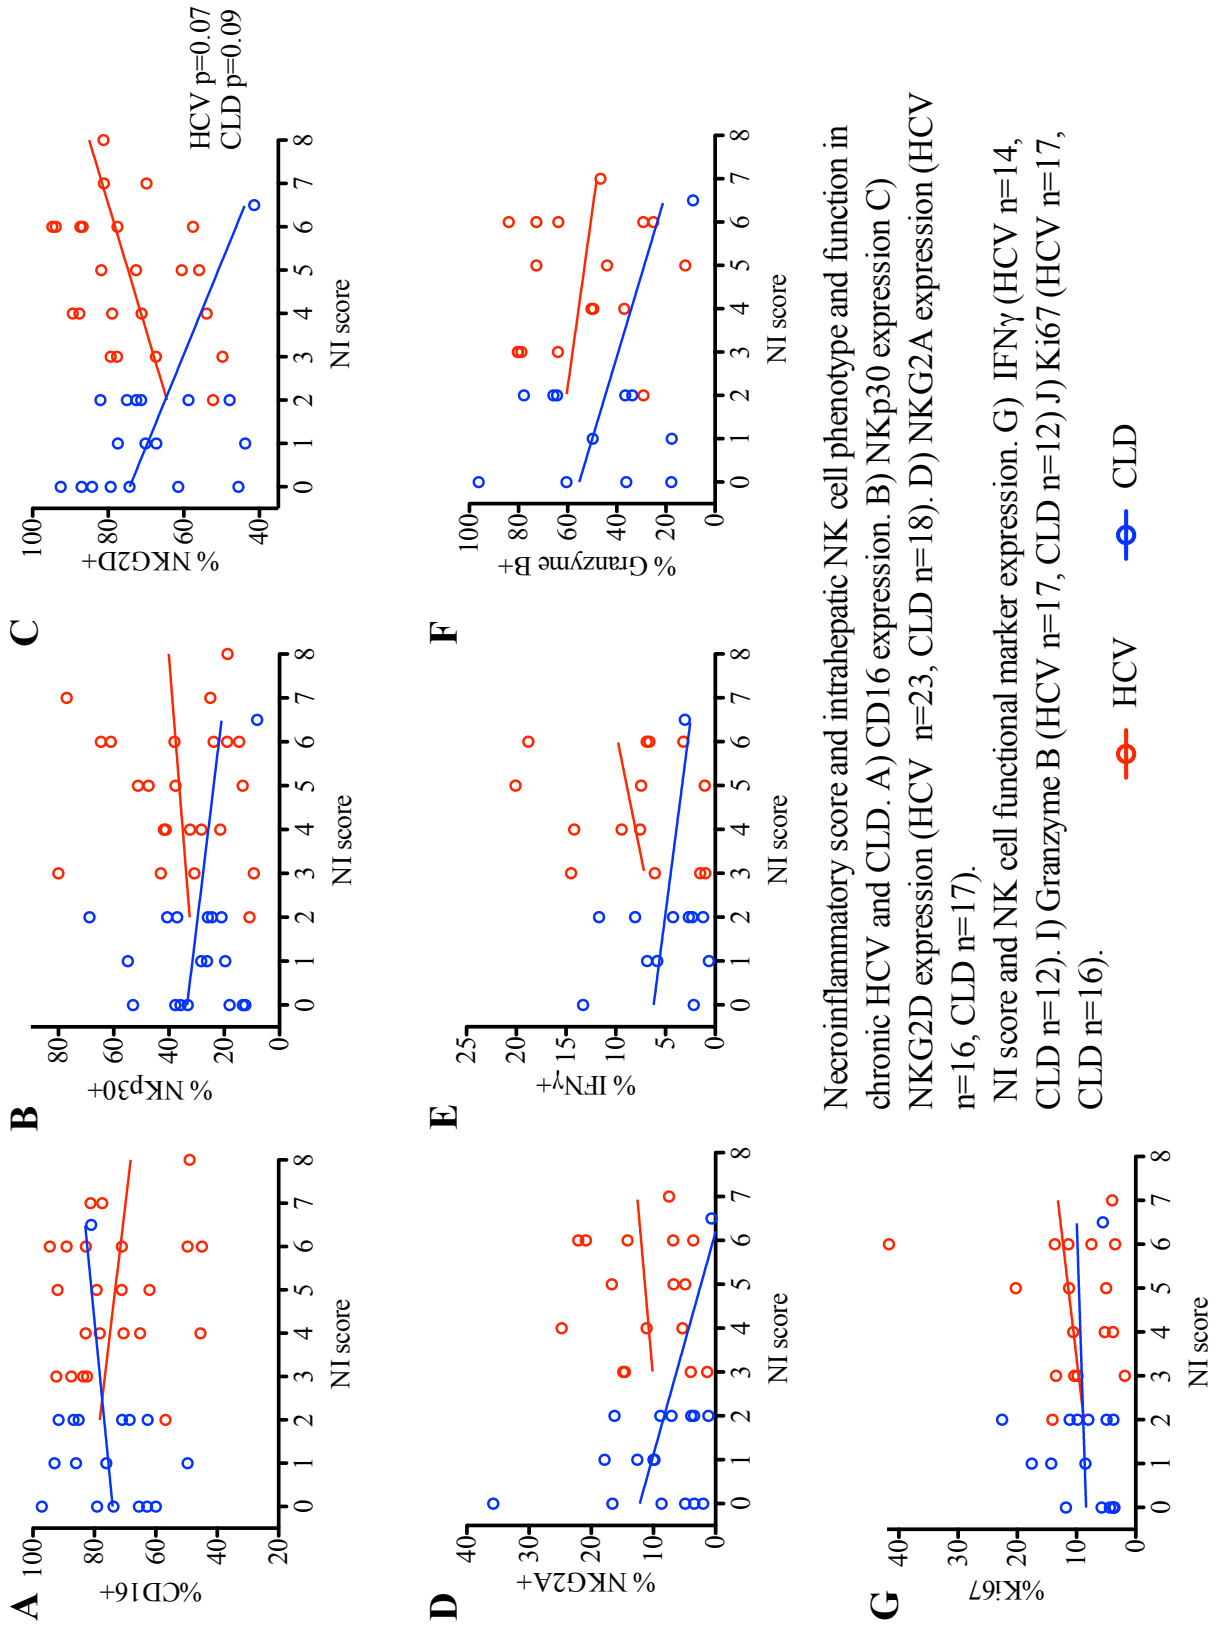 A
%CD16+
100
80
60
40
20
0 1 2 3 4 5 6 7 8
NI score
B
% NKp30+
80
60
40
20
0
0 1 2 3 4 5 6 7 8
NI score
C
% NKG2D+
100
80
60
40
0 1 2 3 4 5 6 7 8
NI score
HCV p=0.07
CLD p=0.09
D
% NKG2A+
40
30
20
10
0
0 1 2 3 4 5 6 7 8
NI score
E
% IFNγ+
25
20
15
10
5
0
0 1 2 3 4 5 6 7 8
NI score
F
% Granzyme B+
100
80
60
40
20
0
0 1 2 3 4 5 6 7 8
NI score
G
%Ki67
40
30
20
10
0
0 1 2 3 4 5 6 7 8
NI score
Necroinflammatory score and intrahepatic NK cell phenotype and function in
chronic HCV and CLD. A) CD16 expression. B) NKp30 expression C)
NKG2D expression (HCV n=23, CLD n=18). D) NKG2A expression (HCV
n=16, CLD n=17).
NI score and NK cell functional marker expression. G) IFNγ (HCV n=14,
CLD n=12). I) Granzyme B (HCV n=17, CLD n=12) J) Ki67 (HCV n=17,
CLD n=16).
HCV CLD